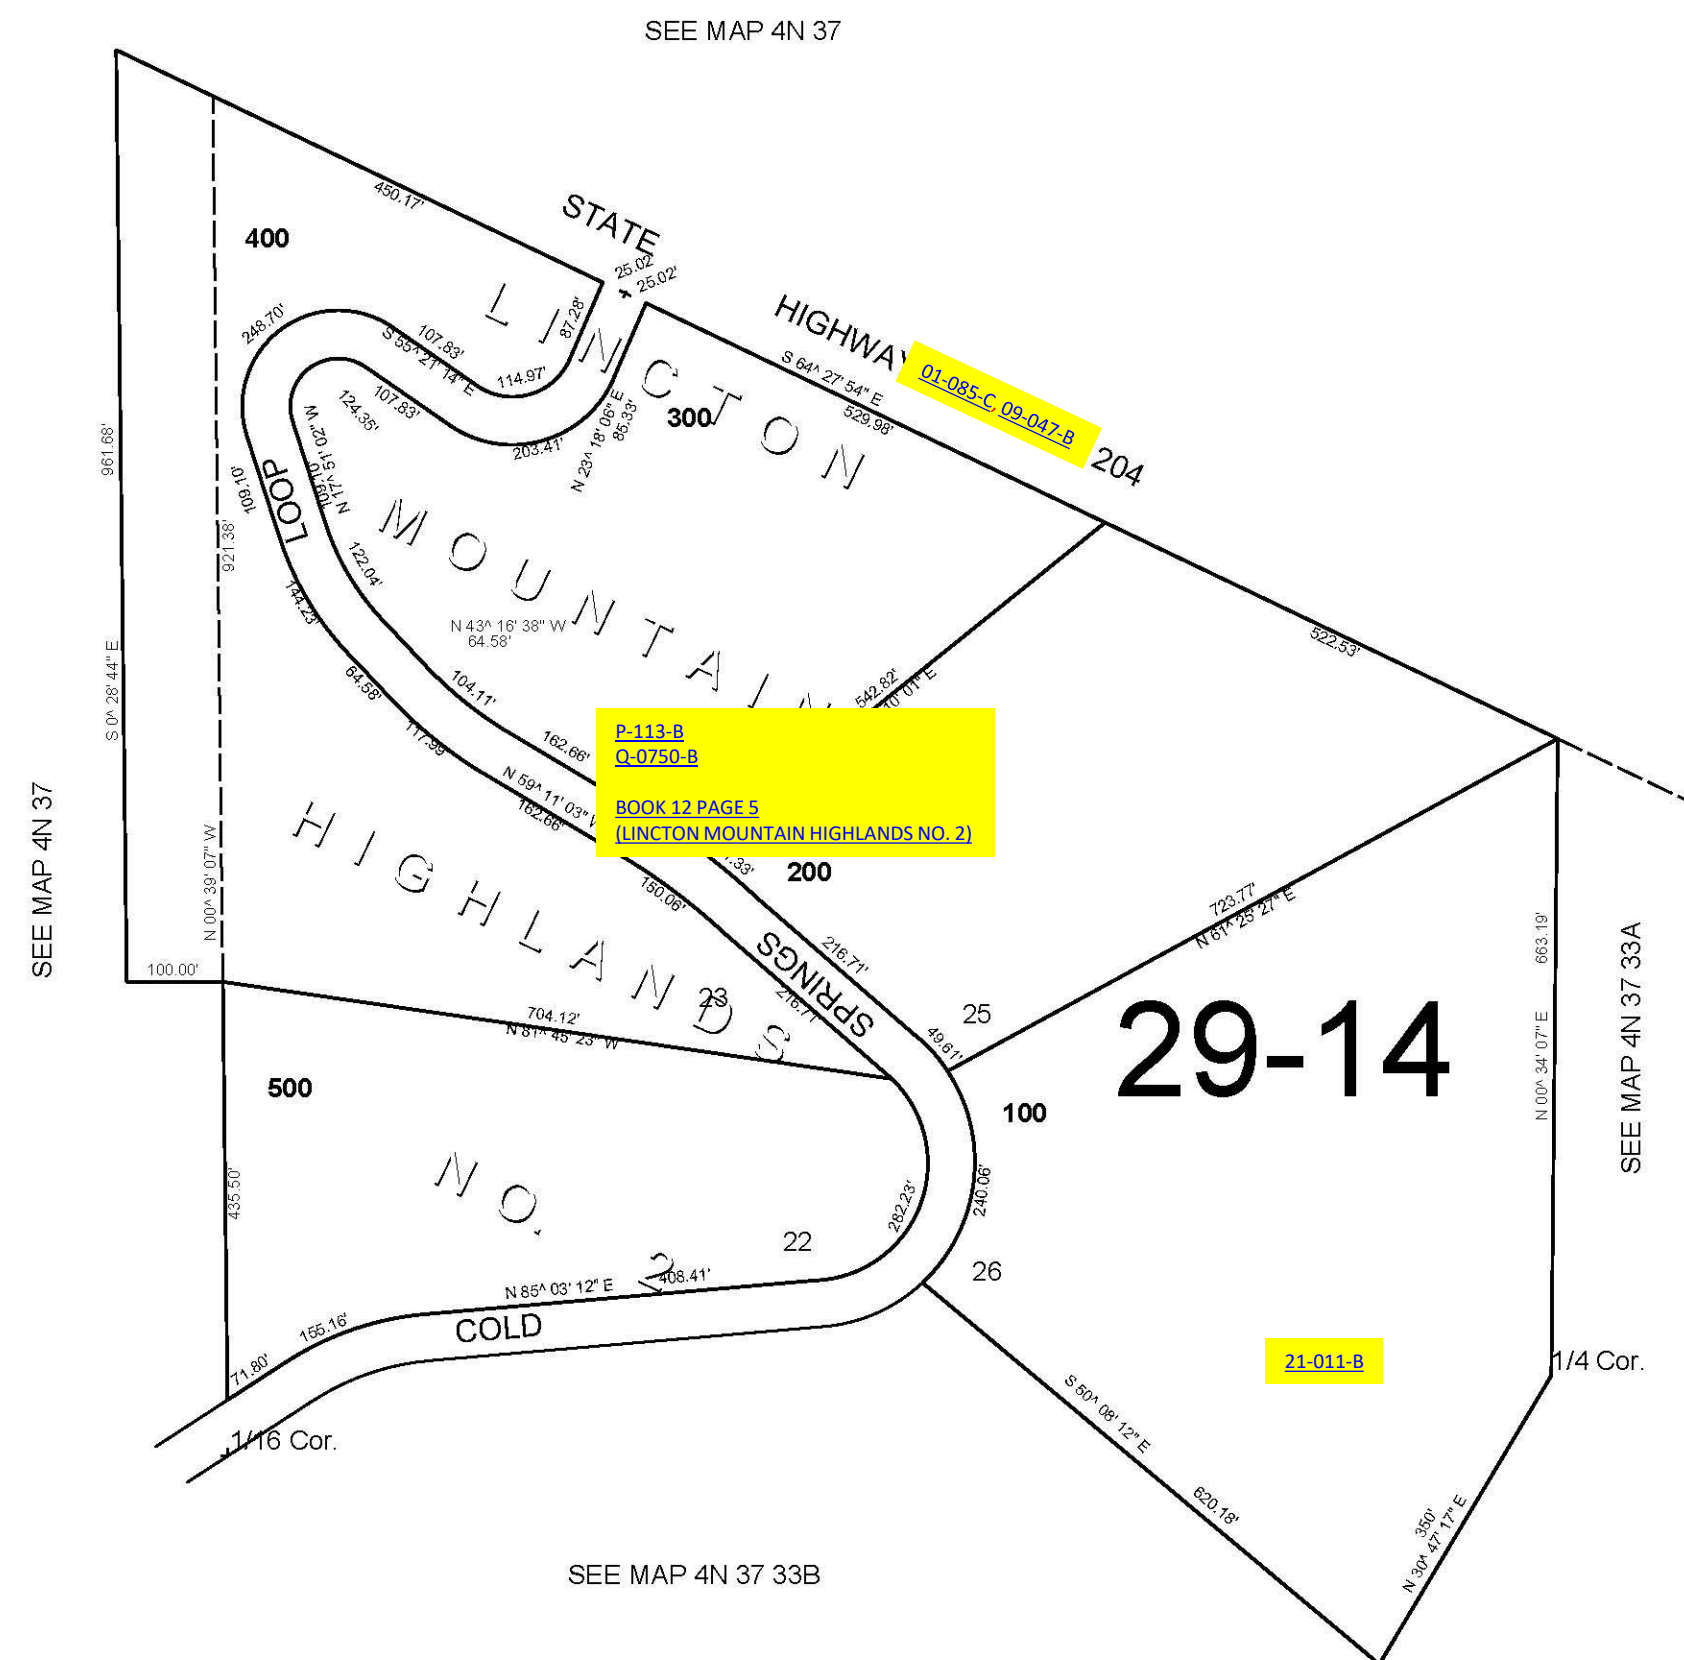 SEE MAP 4N 37
450.17'
STATE
25.02'
25.02'
400
HIGHWAY
01-085-C, 09-047-B
204
S 64^ 27' 54" E
529.98'
522.53'
87.28'
248.70'
107.83'
S 55^ 21' 14" E
114.97'
107.83'
124.35'
203.41'
N 23^ 18' 06" E
85.33'
300
LINCTON
MOUNTAIN
HIGHLANDS
NO. 2
961.68'
S 0^ 28' 44" E
921.38'
N 00^ 39' 07" W
109.10'
LOOP
N 17^ 51' 02" W
109.10'
122.04'
144.23'
N 43^ 16' 38" W
64.58'
64.58'
104.11'
117.99'
162.66'
N 59^ 11' 03" W
162.66'
542.82'
10' 01" E
P-113-B
Q-0750-B
BOOK 12 PAGE 5
(LINCTON MOUNTAIN HIGHLANDS NO. 2)
.33'
200
150.06'
SEE MAP 4N 37
100.00'
704.12'
N 81^ 45' 23" W
23
SPRINGS
216.71'
216.71'
723.77'
N 61^ 25' 27" E
25
49.61'
29-14
663.19'
N 00^ 34' 07" E
SEE MAP 4N 37 33A
500
100
435.50'
282.23'
240.06'
22
26
N 85^ 03' 12" E
408.41'
COLD
155.16'
71.80'
1/16 Cor.
21-011-B
1/4 Cor.
S 50^ 08' 12" E
620.18'
350'
N 30^ 47' 17" E
SEE MAP 4N 37 33B